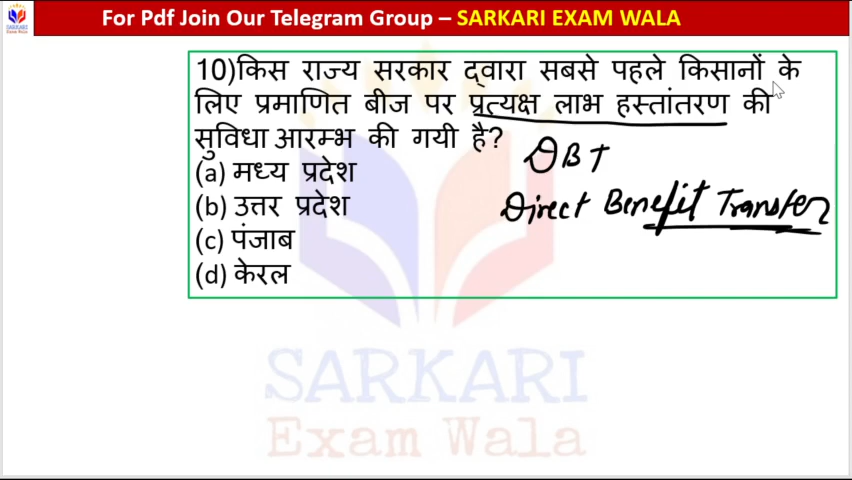 For Pdf Join Our Telegram Group – SARKARI EXAM WALA
SARKARI
10)किस राज्य सरकार द्वारा सबसे पहले किसानों के
लिए प्रमाणित बीज पर प्रत्यक्ष लाभ हस्तांतरण की
सुविधा आरम्भ की गयी है?
DBT
(a) मध्य प्रदेश
(b) उत्तर प्रदेश
Direct Benefit Transfer
(c) पंजाब
(d) केरल
SARKARI
Exam Wala